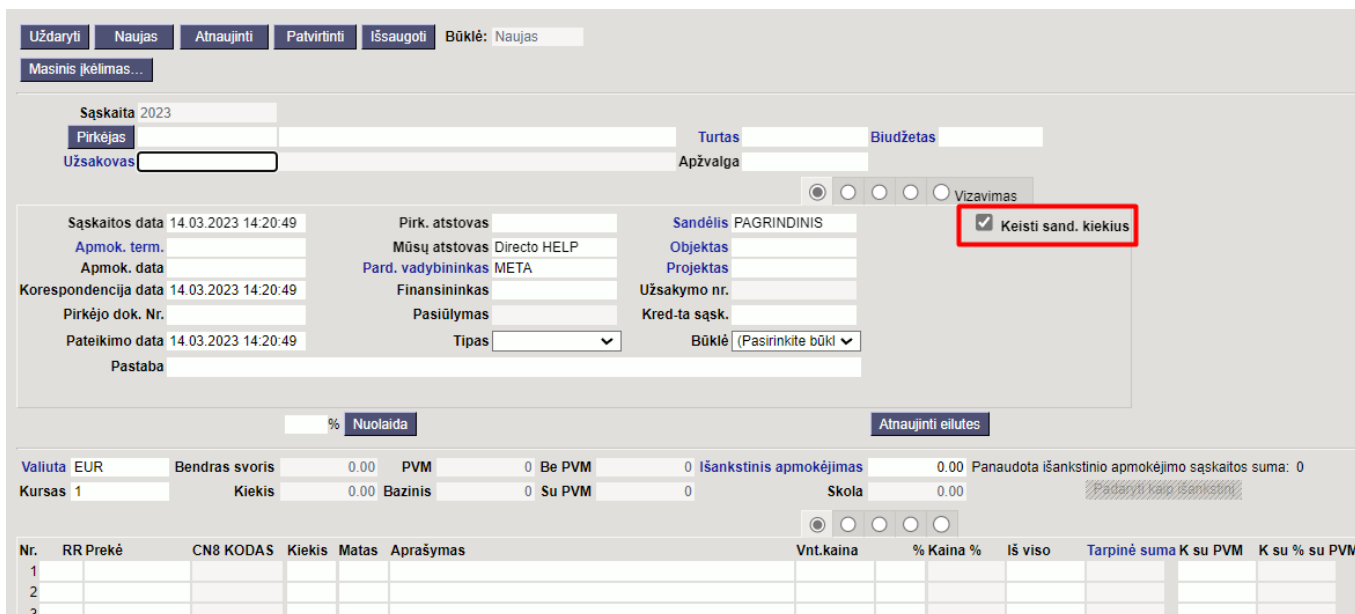 Uždaryti Naujas Atnaujinti Patvirtinti Išsaugoti Būklė: Naujas
Masinis įkėlimas...
Sąskaita 2023
Pirkėjas Turtas Biudžetas
Užsakovas Apžvalga
Vizavimas
Sąskaitos data 14.03.2023 14:20:49 Pirk. atstovas Sandėlis PAGRINDINIS Keisti sand. kiekius
Apmok. term. Mūsų atstovas Directo HELP Objektas
Apmok. data Pard. vadybininkas META Projektas
Korespondencija data 14.03.2023 14:20:49 Finansininkas Užsakymo nr.
Pirkėjo dok. Nr. Pasiūlymas Kred-ta sąsk.
Pateikimo data 14.03.2023 14:20:49 Tipas Būklė (Pasirinkite būkl
Pastaba
% Nuolaida Atnaujinti eilutes
Valiuta EUR Bendras svoris 0.00 PVM 0 Be PVM 0 Išankstinis apmokėjimas 0.00 Panaudota išankstinio apmokėjimo sąskaitos suma: 0
Kursas 1 Kiekis 0.00 Bazinis 0 Su PVM 0 Skola 0.00 Padaryti kaip išankstinį
Nr. RR Prekė CN8 KODAS Kiekis Matas Aprašymas Vnt.kaina % Kaina % Iš viso Tarpinė suma K su PVM K su % su PVM
1
2
3